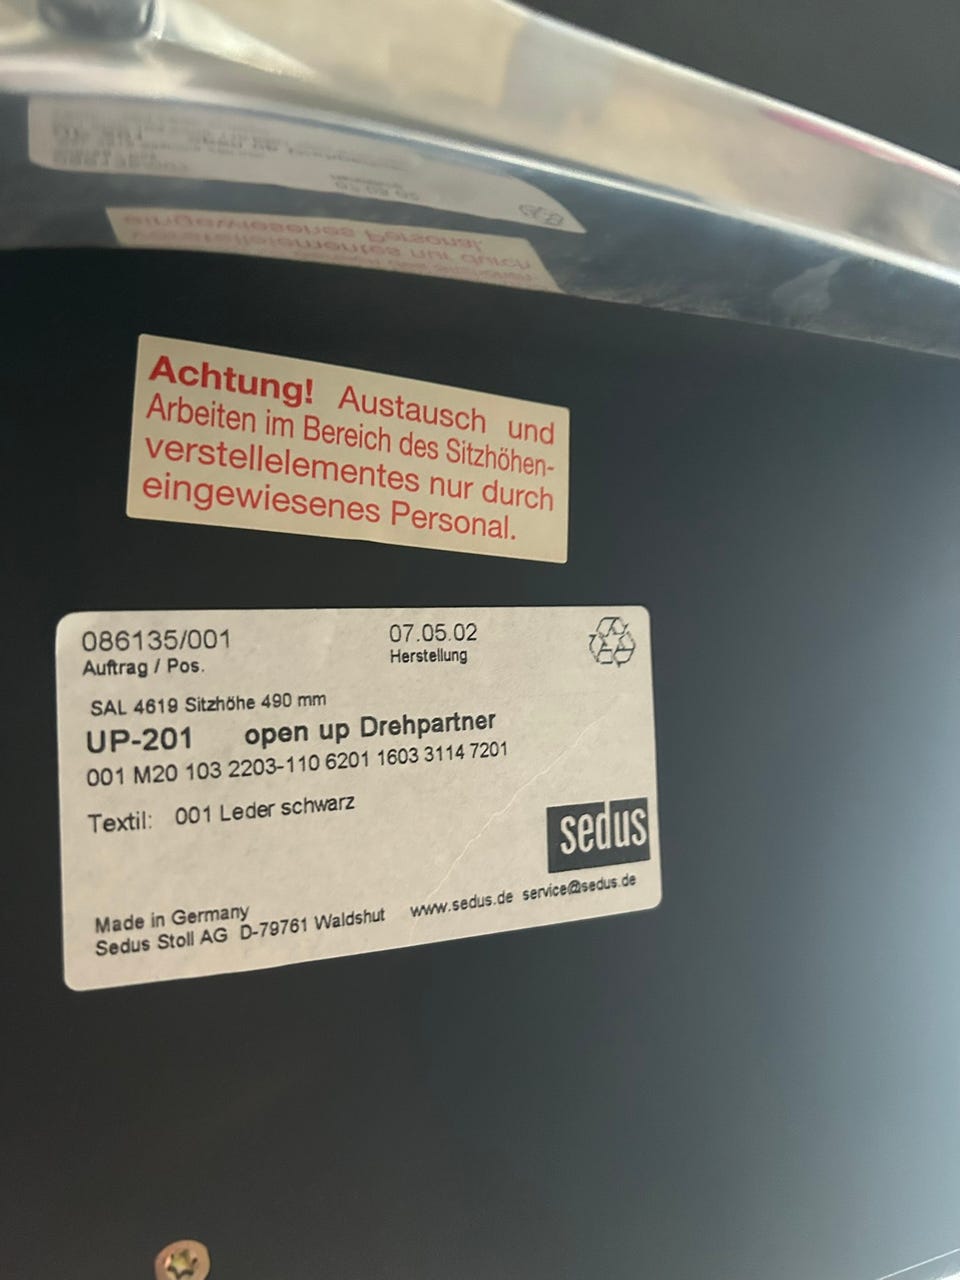 Achtung! Austausch und
Arbeiten im Bereich des Sitzhöhen-
verstellelementes nur durch
eingewiesenes Personal.
086135/001
Auftrag / Pos.
07.05.02
Herstellung
SAL 4619 Sitzhöhe 490 mm
UP-201 open up Drehpartner
001 M20 103 2203-110 6201 1603 3114 7201
Textil: 001 Leder schwarz
sedus
Made in Germany
Sedus Stoll AG D-79761 Waldshut
www.sedus.de service@sedus.de